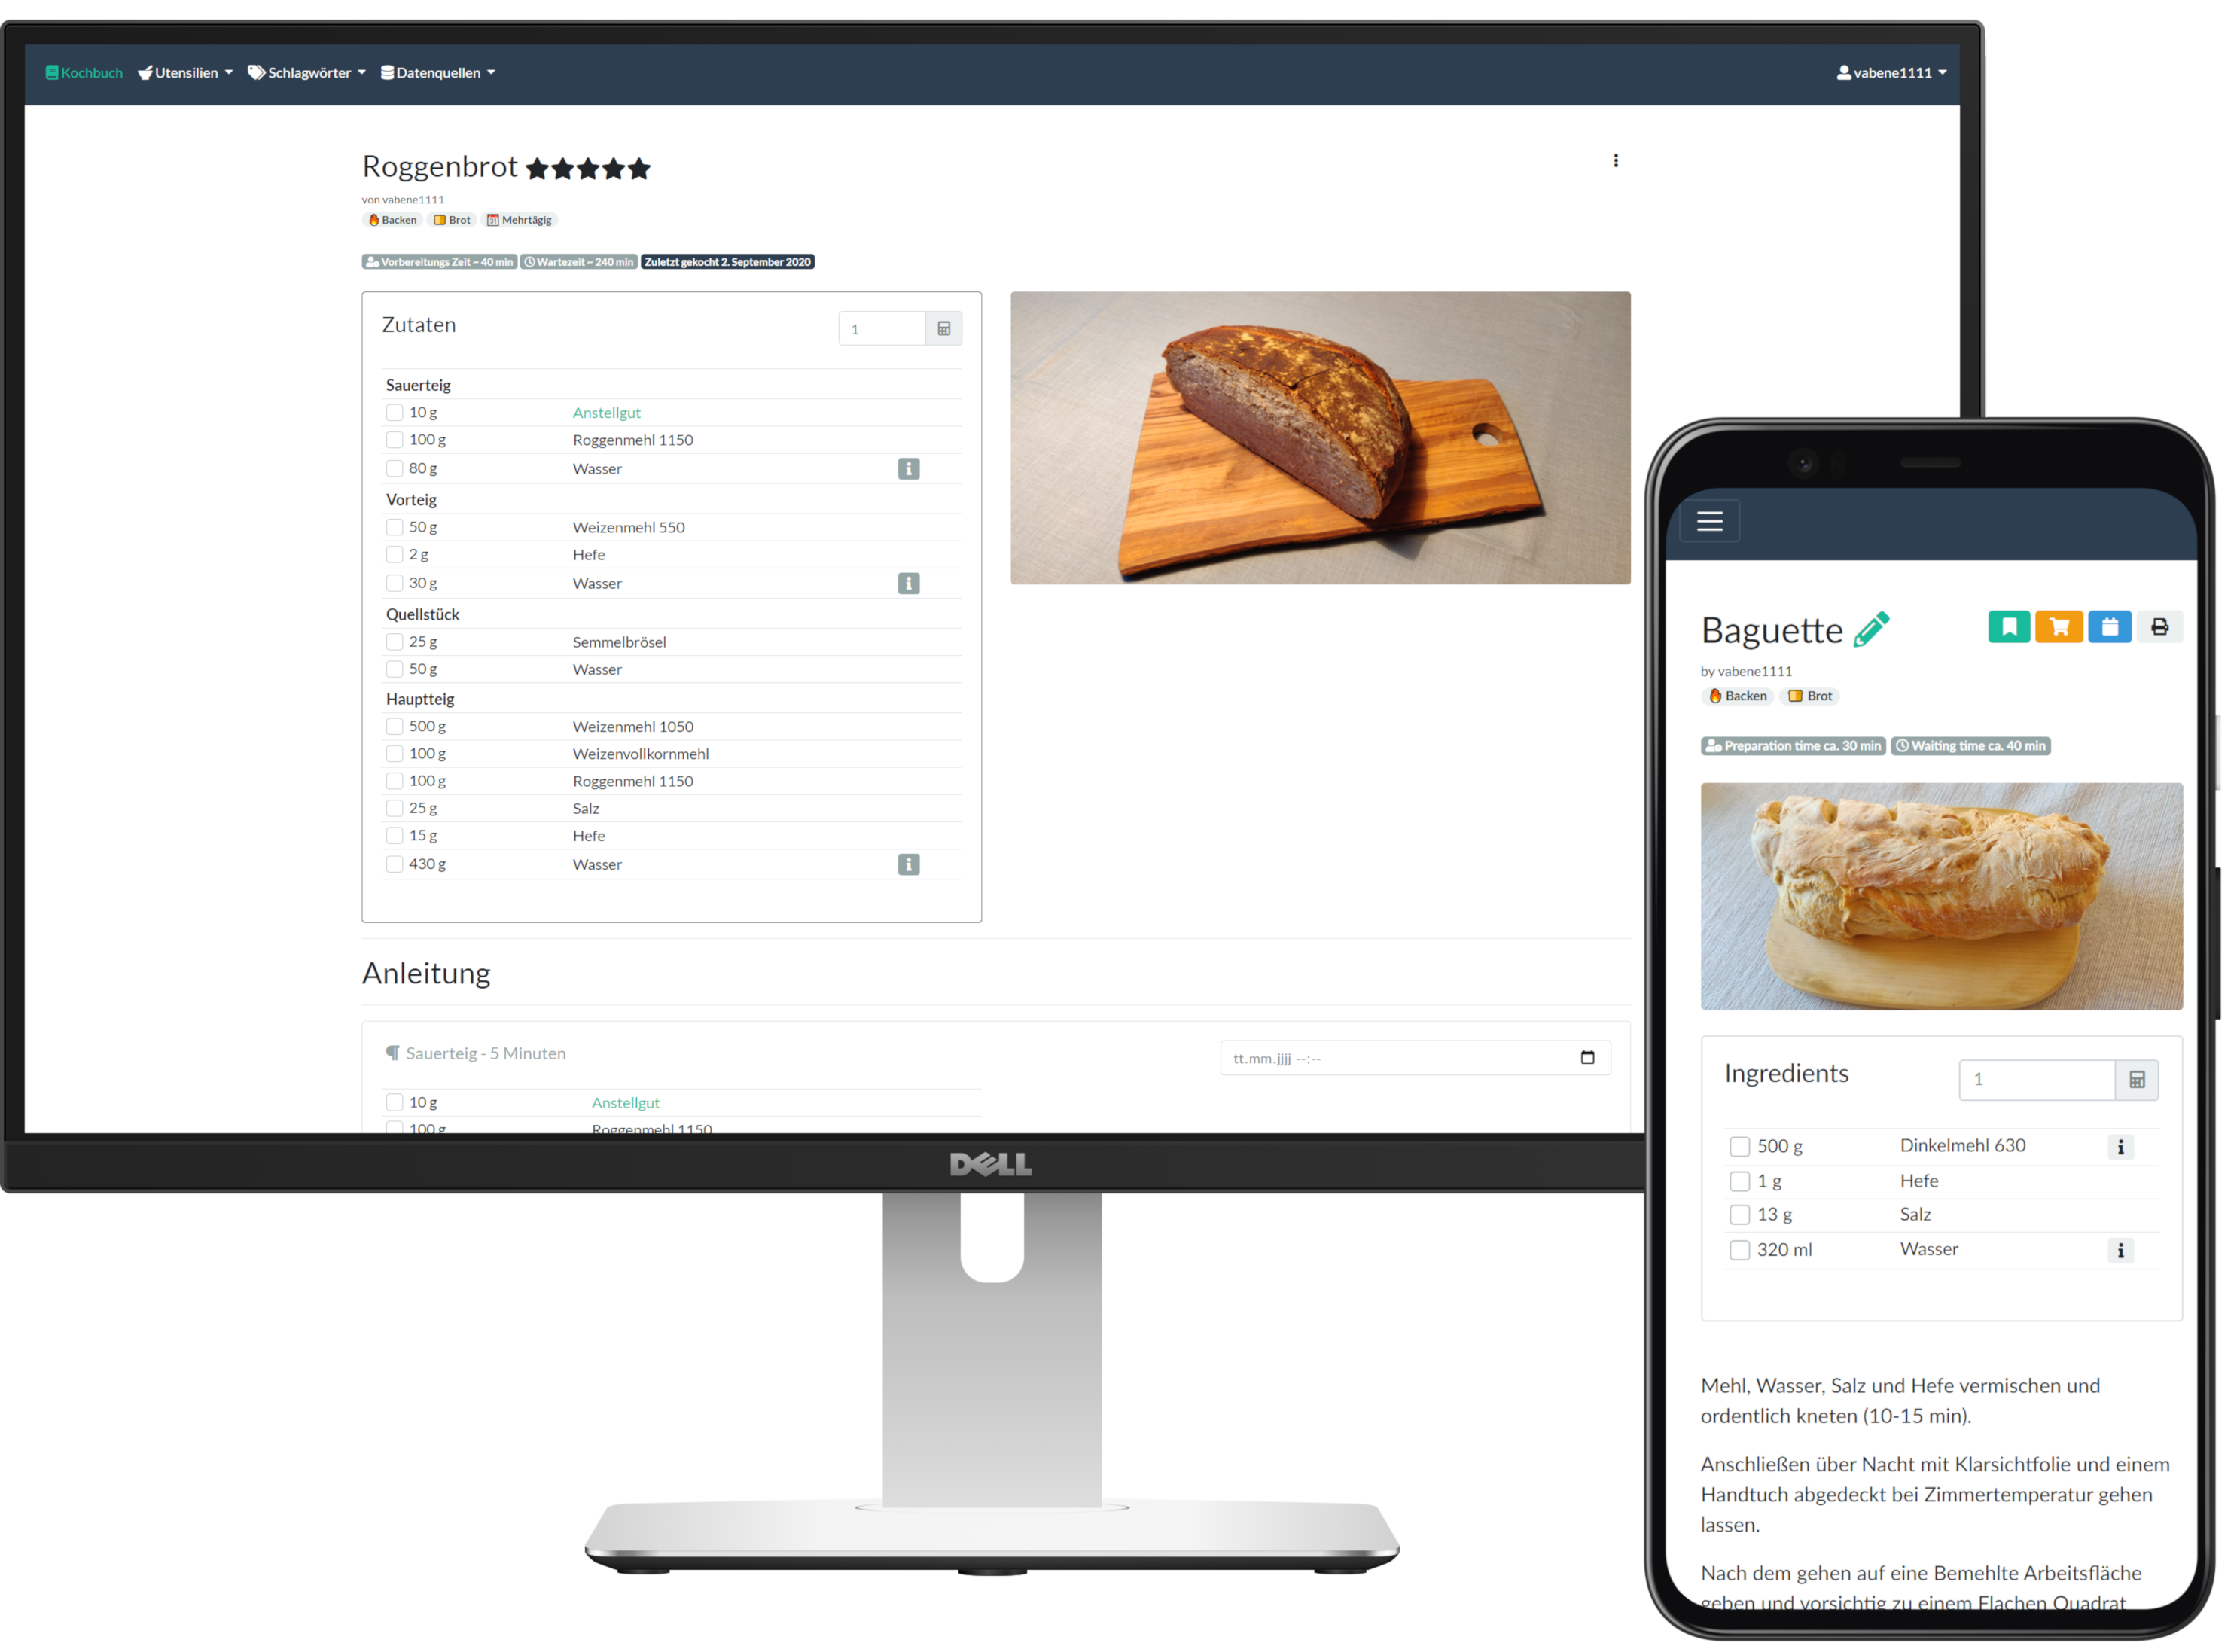 Kochbuch Utensilien Schlagwörter Datenquellen vabene1111
Roggenbrot
von vabene1111
Backen Brot Mehrtägig
Vorbereitungs Zeit ~ 40 min Wartezeit ~ 240 min Zuletzt gekocht 2. September 2020
Zutaten 1
Sauerteig
10 g Anstellgut
100 g Roggenmehl 1150
80 g Wasser
Vorteig
50 g Weizenmehl 550
2 g Hefe
30 g Wasser
Quellstück
25 g Semmelbrösel
50 g Wasser
Hauptteig
500 g Weizenmehl 1050
100 g Weizenvollkornmehl
100 g Roggenmehl 1150
25 g Salz
15 g Hefe
430 g Wasser
Anleitung
Sauerteig - 5 Minuten tt.mm.jjjj --:--
10 g Anstellgut
100 g Roggenmehl 1150
DELL
Baguette
by vabene1111
Backen Brot
Preparation time ca. 30 min Waiting time ca. 40 min
Ingredients 1
500 g Dinkelmehl 630
1 g Hefe
13 g Salz
320 ml Wasser
Mehl, Wasser, Salz und Hefe vermischen und
ordentlich kneten (10-15 min).
Anschließen über Nacht mit Klarsichtfolie und einem
Handtuch abgedeckt bei Zimmertemperatur gehen
lassen.
Nach dem gehen auf eine Bemehlte Arbeitsfläche
geben und vorsichtig zu einem Flachen Quadrat